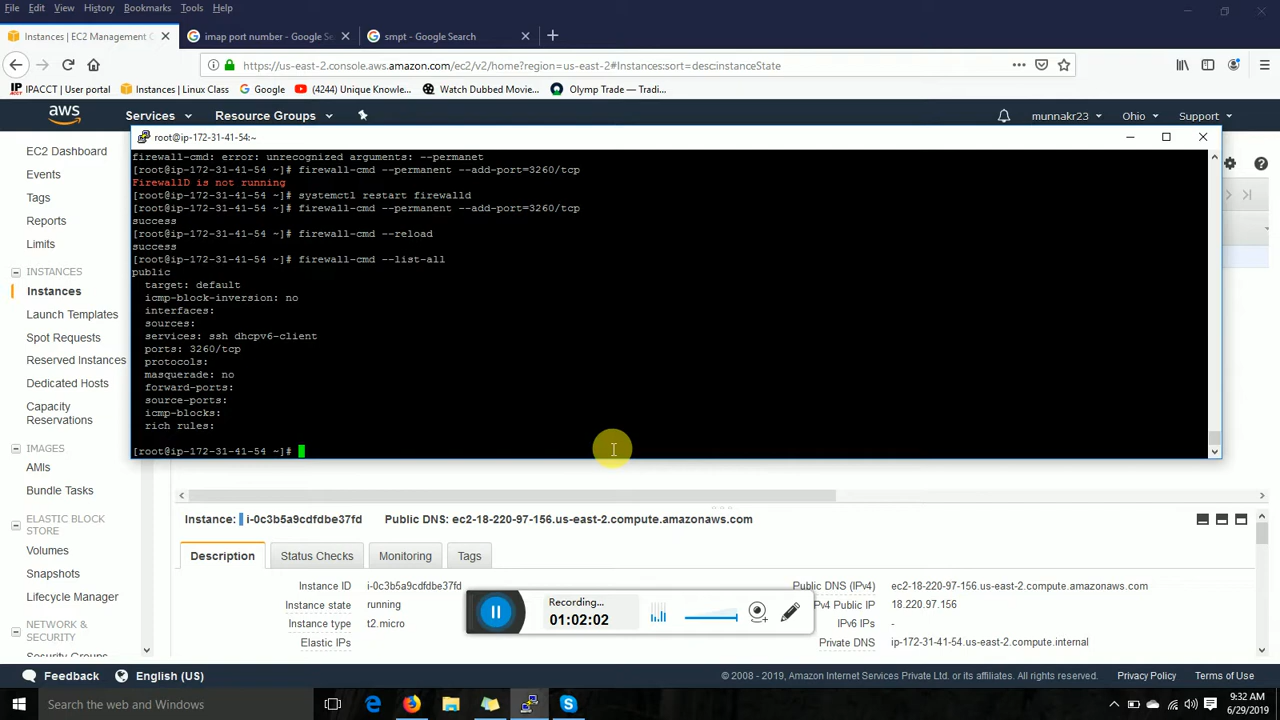 File View History Bookmarks Tools Help
Instances | EC2 Management C
imap port number - Google Se
smpt - Google Search
https://us-east-2.console.aws.amazon.com/ec2/v2/home?region=us-east-2#Instances:sort=descinstanceState
IPACCT | User portal
Instances | Linux Class
Google
(4244) Unique Knowle...
Watch Dubbed Movie...
Olymp Trade — Tradi...
aws
Services
Resource Groups
munnakr23
Ohio
Support
EC2 Dashboard
Events
Tags
Reports
Limits
INSTANCES
Instances
Launch Templates
Spot Requests
Reserved Instances
Dedicated Hosts
Capacity
Reservations
IMAGES
AMIs
Bundle Tasks
ELASTIC BLOCK
STORE
Volumes
Snapshots
Lifecycle Manager
NETWORK &
SECURITY
Security Groups
root@ip-172-31-41-54:~
firewall-cmd: error: unrecognized arguments: --permanet
[root@ip-172-31-41-54 ~]# firewall-cmd --permanent --add-port=3260/tcp
FirewallD is not running
[root@ip-172-31-41-54 ~]# systemctl restart firewalld
[root@ip-172-31-41-54 ~]# firewall-cmd --permanent --add-port=3260/tcp
success
[root@ip-172-31-41-54 ~]# firewall-cmd --reload
success
[root@ip-172-31-41-54 ~]# firewall-cmd --list-all
public
target: default
icmp-block-inversion: no
interfaces:
sources:
services: ssh dhcpv6-client
ports: 3260/tcp
protocols:
masquerade: no
forward-ports:
source-ports:
icmp-blocks:
rich rules:
[root@ip-172-31-41-54 ~]#
Instance: i-0c3b5a9cdfdbe37fd Public DNS: ec2-18-220-97-156.us-east-2.compute.amazonaws.com
Description
Status Checks
Monitoring
Tags
Instance ID i-0c3b5a9cdfdbe37fd
Instance state running
Instance type t2.micro
Elastic IPs
Public DNS (IPv4) ec2-18-220-97-156.us-east-2.compute.amazonaws.com
Pv4 Public IP 18.220.97.156
IPv6 IPs -
Private DNS ip-172-31-41-54.us-east-2.compute.internal
Recording...
01:02:02
Feedback
English (US)
© 2008 - 2019, Amazon Internet Services Private Ltd. or its affiliates. All rights reserved.
Privacy Policy
Terms of Use
Search the web and Windows
9:32 AM
6/29/2019